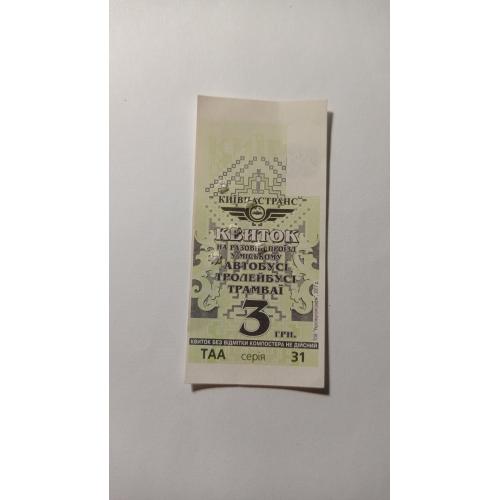 КИЇВПАСТРАНС
КВИТОК
НА РАЗОВИЙ ПРОЇЗД
У МІСЬКОМУ
АВТОБУСІ
ТРОЛЕЙБУСІ
ТРАМВАЇ
3 ГРН.
КВИТОК БЕЗ ВІДМІТКИ КОМПОСТЕРА НЕ ДІЙСНИЙ
ТАА серія 31